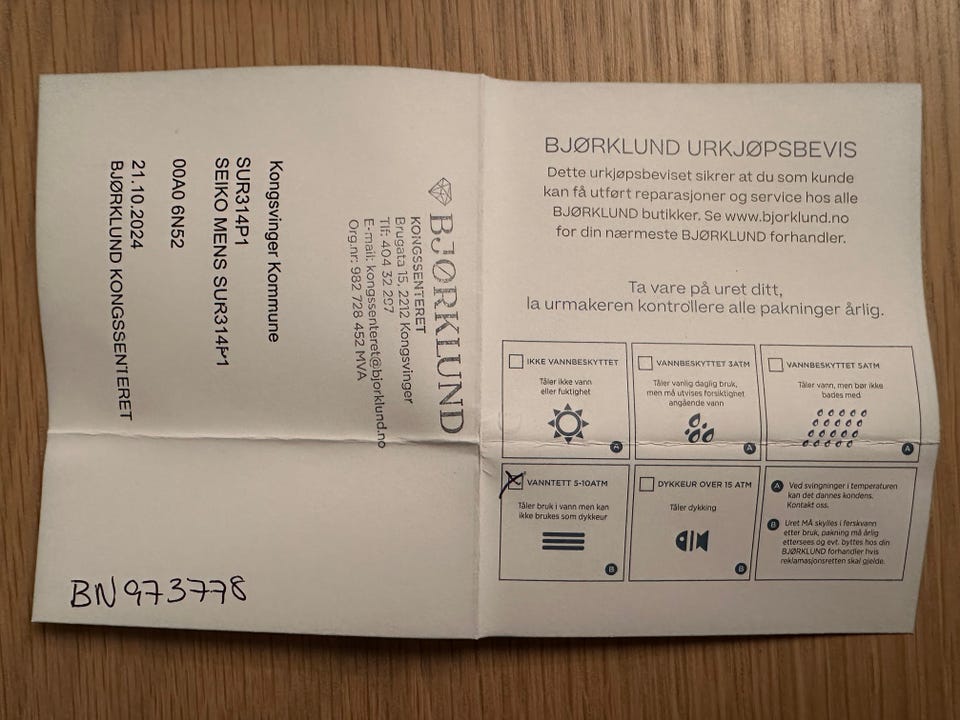 BJØRKLUND
KONGSSENTERET
Brugata 15, 2212 Kongsvinger
Tlf: 404 32 297
E-mail: kongssenteret@bjorklund.no
Org.nr: 982 728 452 MVA
Kongsvinger Kommune
SUR314P1
SEIKO MENS SUR314P1
00A0 6N52
21.10.2024
BJØRKLUND KONGSSENTERET
BN973778
BJØRKLUND URKJØPSBEVIS
Dette urkjøpsbeviset sikrer at du som kunde
kan få utført reparasjoner og service hos alle
BJØRKLUND butikker. Se www.bjorklund.no
for din nærmeste BJØRKLUND forhandler.
Ta vare på uret ditt,
la urmakeren kontrollere alle pakninger årlig.
IKKE VANNBESKYTTET
Tåler ikke vann
eller fuktighet
A
VANNBESKYTTET 3ATM
Tåler vanlig daglig bruk,
men må utvises forsiktighet
angående vann
A
VANNBESKYTTET 5ATM
Tåler vann, men bør ikke
bades med
A
VANNTETT 5-10ATM
Tåler bruk i vann men kan
ikke brukes som dykkeur
B
DYKKEUR OVER 15 ATM
Tåler dykking
B
A Ved svingninger i temperaturen
kan det dannes kondens.
Kontakt oss.
B Uret MÅ skylles i ferskvann
etter bruk, pakning må årlig
ettersees og evt. byttes hos din
BJØRKLUND forhandler hvis
reklamasjonsretten skal gjelde.